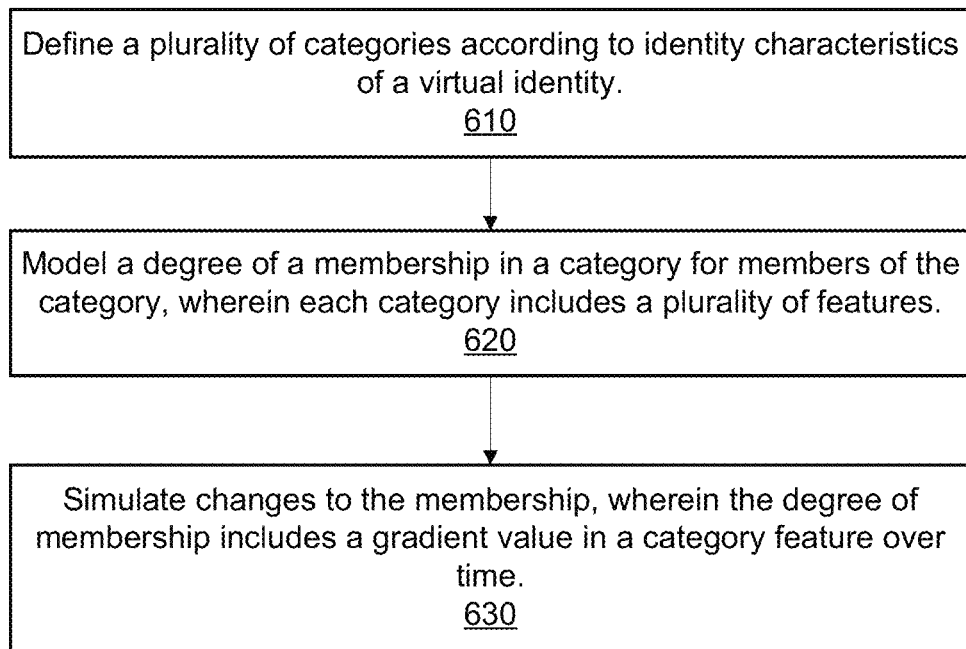 Define a plurality of categories according to identity characteristics
of a virtual identity.
610
Model a degree of a membership in a category for members of the
category, wherein each category includes a plurality of features.
620
Simulate changes to the membership, wherein the degree of
membership includes a gradient value in a category feature over
time.
630